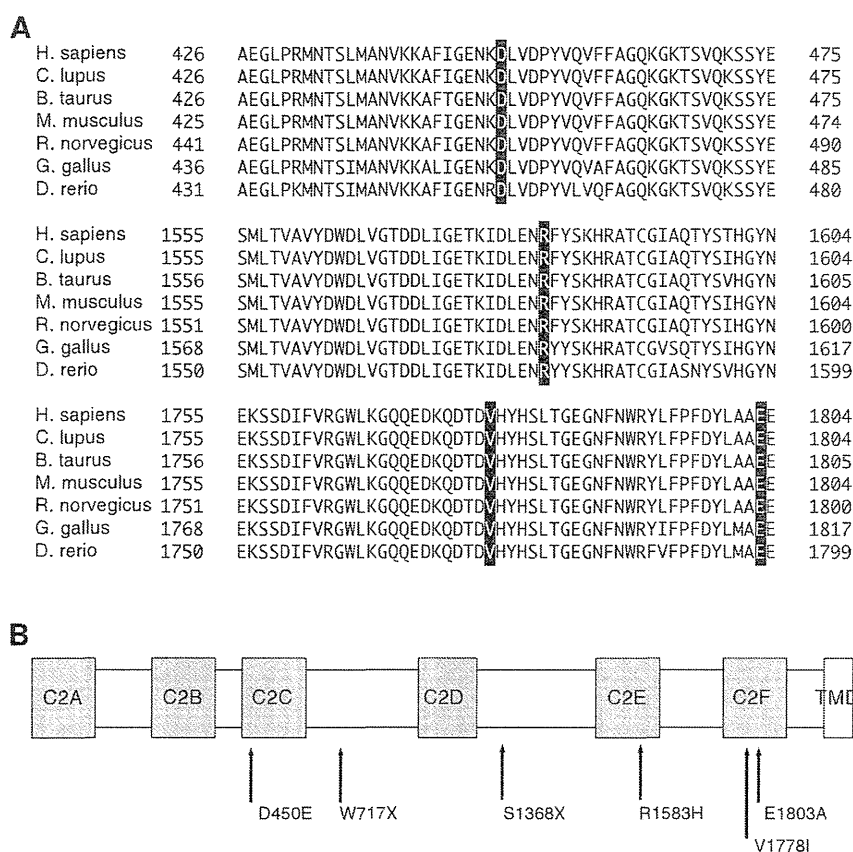 A
H. sapiens 426 AEGLPRMNTSLMANVKKAFIGENKDLVDPYVQVFFAGQKGKTSVQKSSYE 475
C. lupus 426 AEGLPRMNTSLMANVKKAFIGENKDLVDPYVQVFFAGQKGKTSVQKSSYE 475
B. taurus 426 AEGLPRMNTSLMANVKKAFTGENKDLVDPYVQVFFAGQKGKTSVQKSSYE 475
M. musculus 425 AEGLPRMNTSLMANVKKAFIGENKDLVDPYVQVFFAGQKGKTSVQKSSYE 474
R. norvegicus 441 AEGLPRMNTSLMANVKKAFIGENKDLVDPYVQVFFAGQKGKTSVQKSSYE 490
G. gallus 436 AEGLPRMNTSIMANVKKALIGENKDLVDPYVQVAFAGQKGKTSVQKSSYE 485
D. rerio 431 AEGLPKMNTSIMANVKKAFIGENRDLVDPYVLVQFAGQKGKTSVQKSSYE 480
H. sapiens 1555 SMLTVAVYDWDLVGTDDLIGETKIDLENRFYSKHRATCGIAQTYSTHGYN 1604
C. lupus 1555 SMLTVAVYDWDLVGTDDLIGETKIDLENRFYSKHRATCGIAQTYSIHGYN 1604
B. taurus 1556 SMLTVAVYDWDLVGTDDLIGETKIDLENRFYSKHRATCGIAQTYSVHGYN 1605
M. musculus 1555 SMLTVAVYDWDLVGTDDLIGETKIDLENRFYSKHRATCGIAQTYSIHGYN 1604
R. norvegicus 1551 SMLTVAVYDWDLVGTDDLIGETKIDLENRFYSKHRATCGIAQTYSIHGYN 1600
G. gallus 1568 SMLTVAVYDWDLVGTDDLIGETKIDLENRYYSKHRATCGVSQTYSIHGYN 1617
D. rerio 1550 SMLTVAVYDWDLVGTDDLIGETKIDLENRYYSKHRATCGIASNYSVHGYN 1599
H. sapiens 1755 EKSSDIFVRGWLKGQQEDKQDTDVHYHSLTGEGNFNWRYLFPFDYLAAEE 1804
C. lupus 1755 EKSSDIFVRGWLKGQQEDKQDTDVHYHSLTGEGNFNWRYLFPFDYLAAEE 1804
B. taurus 1756 EKSSDIFVRGWLKGQQEDKQDTDVHYHSLTGEGNFNWRYLFPFDYLAAEE 1805
M. musculus 1755 EKSSDIFVRGWLKGQQEDKQDTDVHYHSLTGEGNFNWRYLFPFDYLAAEE 1804
R. norvegicus 1751 EKSSDIFVRGWLKGQQEDKQDTDVHYHSLTGEGNFNWRYLFPFDYLAAEE 1800
G. gallus 1768 EKSSDIFVRGWLKGQQEDKQDTDVHYHSLTGEGNFNWRYIFPFDYLMAEE 1817
D. rerio 1750 EKSSDIFVRGWLKGQQEDKQDTDVHYHSLTGEGNFNWRFVFPFDYLMAEE 1799
B
C2A C2B C2C C2D C2E C2F TMD
D450E W717X S1368X R1583H E1803A
V1778I